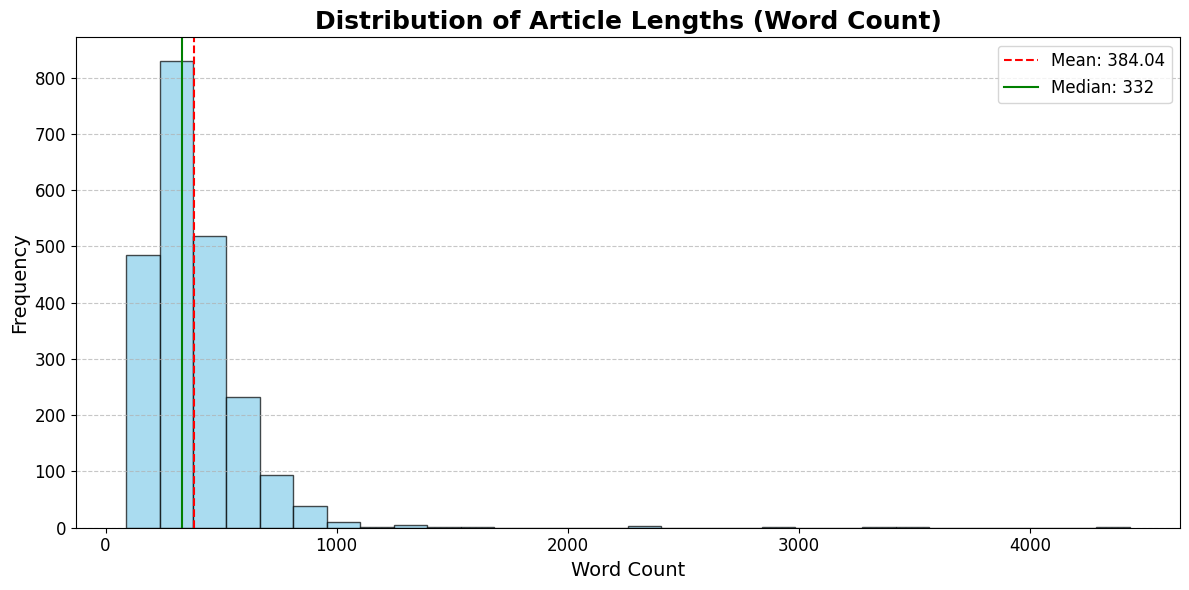 Distribution of Article Lengths (Word Count)
Mean: 384.04
Median: 332
Frequency
800
700
600
500
400
300
200
100
0
0 1000 2000 3000 4000
Word Count